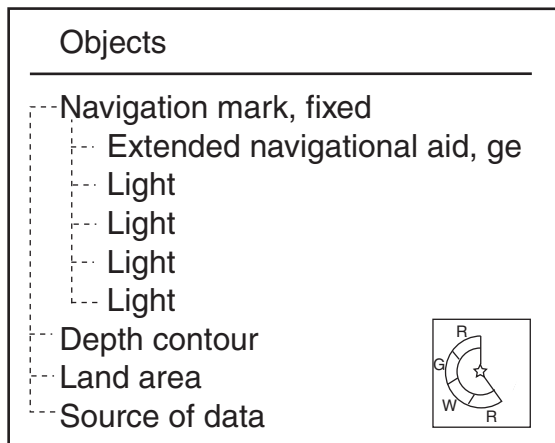 Objects
Navigation mark, fixed
Extended navigational aid, ge
Light
Light
Light
Light
Depth contour
Land area
Source of data
R
G
W
R